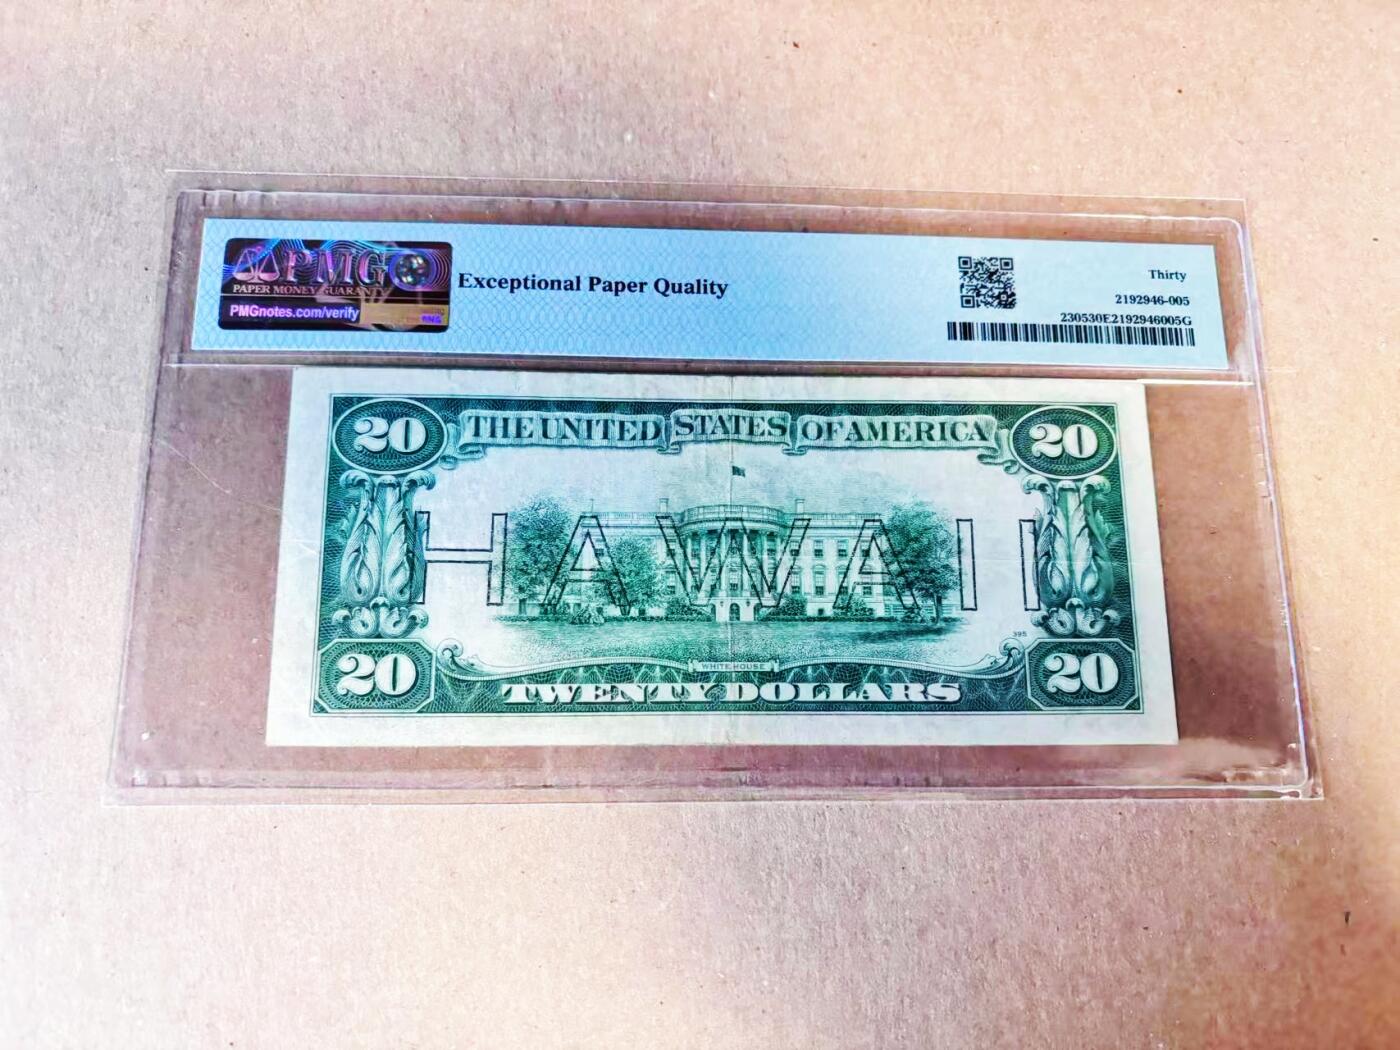 PMG
PAPER MONEY GUARANTY
PMGnotes.com/verify
Exceptional Paper Quality
Thirty
2192946-005
230530E2192946005G
20 THE UNITED STATES OF AMERICA 20
HAWAII
395
WHITE HOUSE
20 TWENTY DOLLARS 20